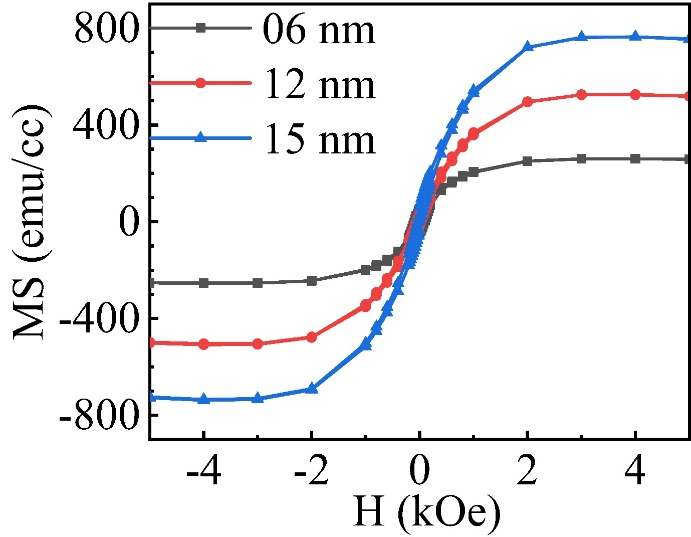 800
400
0
-400
-800
MS (emu/cc)
06 nm
12 nm
15 nm
-4 -2 0 2 4
H (kOe)